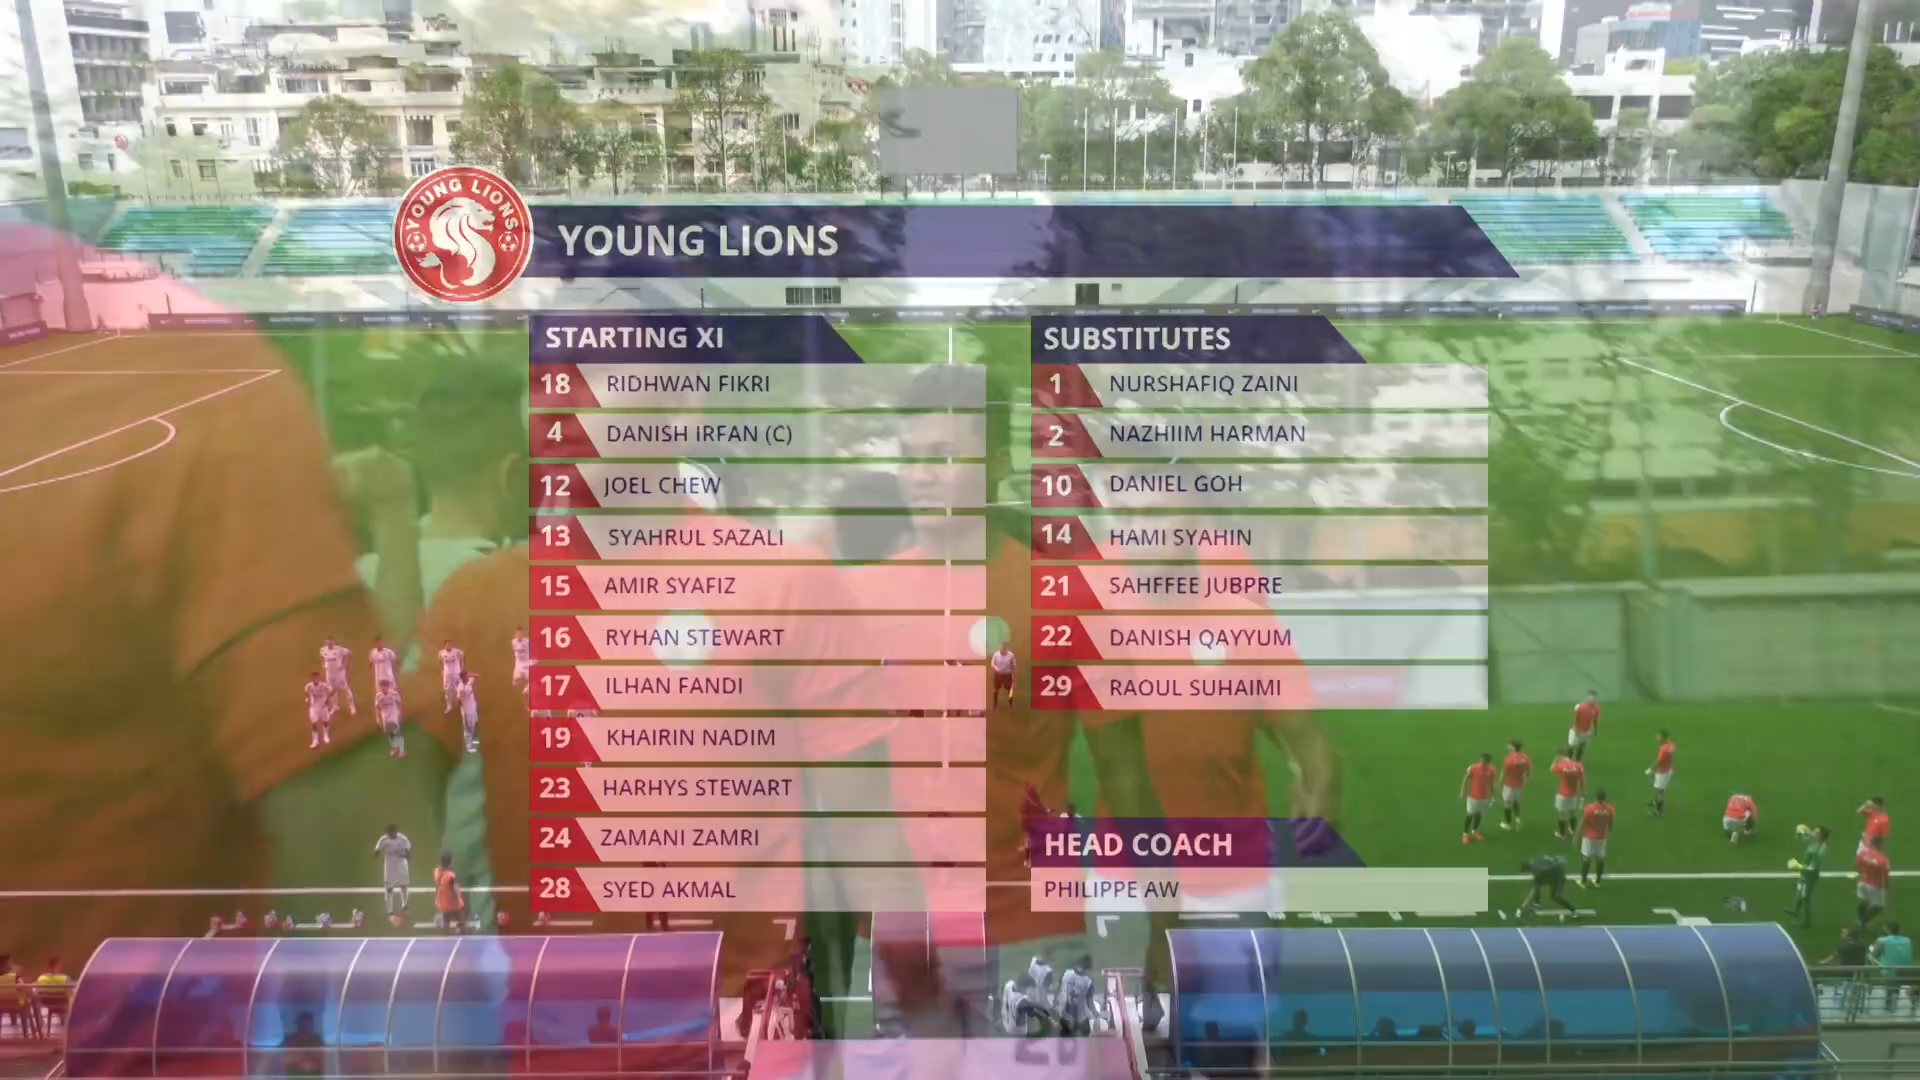 YOUNG LIONS
YOUNG LIONS
STARTING XI
18 RIDHWAN FIKRI
4 DANISH IRFAN (C)
12 JOEL CHEW
13 SYAHRUL SAZALI
15 AMIR SYAFIZ
16 RYHAN STEWART
17 ILHAN FANDI
19 KHAIRIN NADIM
23 HARHYS STEWART
24 ZAMANI ZAMRI
28 SYED AKMAL
SUBSTITUTES
1 NURSHAFIQ ZAINI
2 NAZHIIM HARMAN
10 DANIEL GOH
14 HAMI SYAHIN
21 SAHFFEE JUBPRE
22 DANISH QAYYUM
29 RAOUL SUHAIMI
HEAD COACH
PHILIPPE AW
28